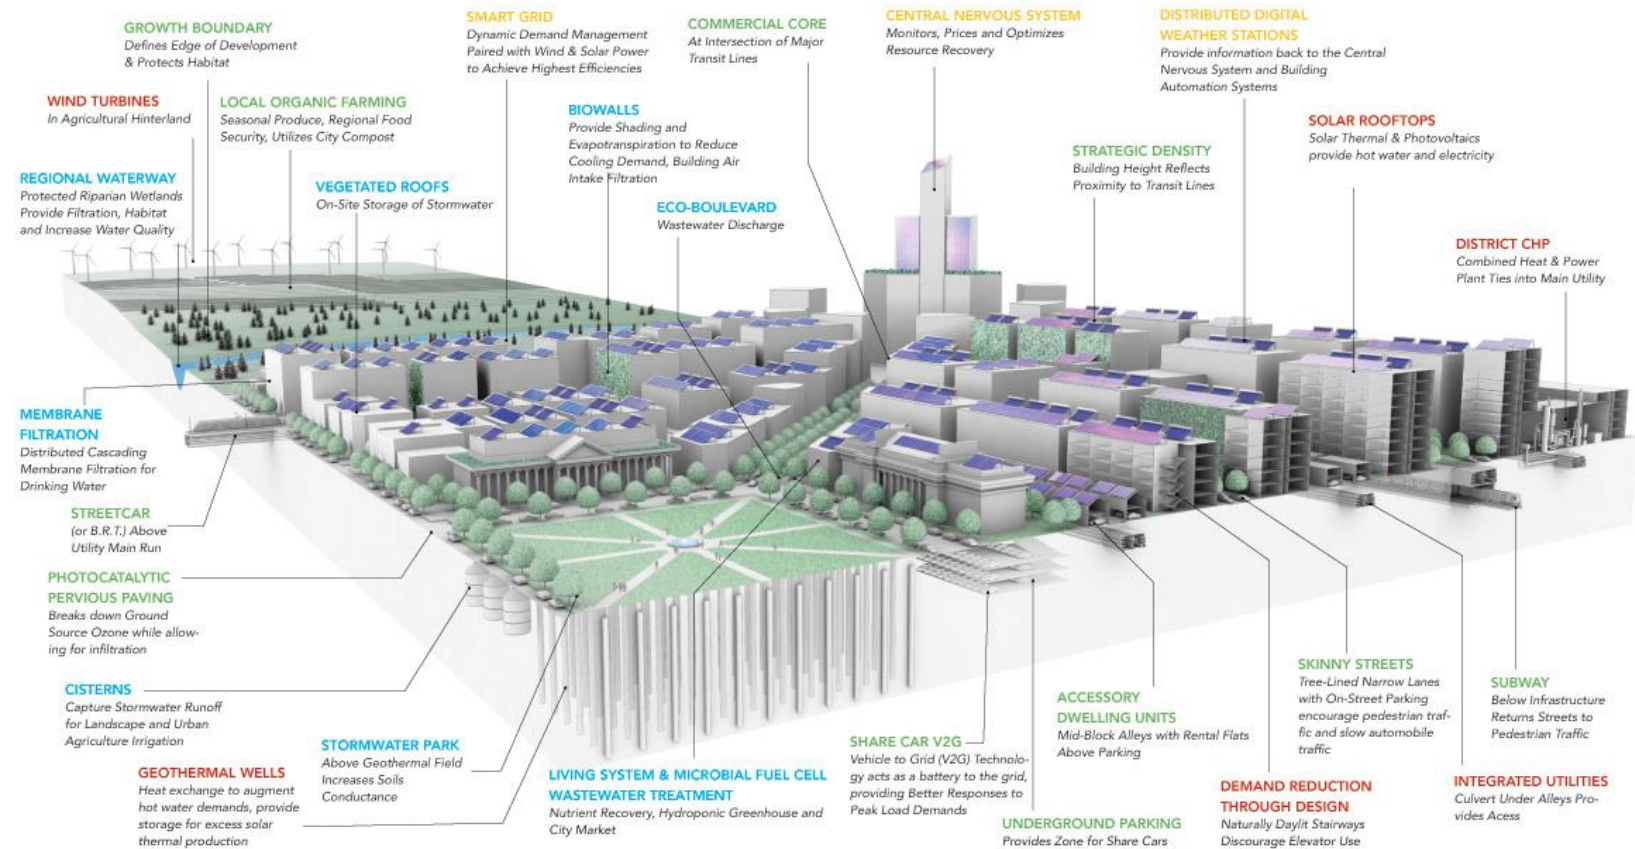 GROWTH BOUNDARY
Defines Edge of Development
& Protects Habitat
SMART GRID
Dynamic Demand Management
Paired with Wind & Solar Power
to Achieve Highest Efficiencies
COMMERCIAL CORE
At Intersection of Major
Transit Lines
CENTRAL NERVOUS SYSTEM
Monitors, Prices and Optimizes
Resource Recovery
DISTRIBUTED DIGITAL
WEATHER STATIONS
Provide information back to the Central
Nervous System and Building
Automation Systems
WIND TURBINES
In Agricultural Hinterland
LOCAL ORGANIC FARMING
Seasonal Produce, Regional Food
Security, Utilizes City Compost
BIOWALLS
Provide Shading and
Evapotranspiration to Reduce
Cooling Demand, Building Air
Intake Filtration
SOLAR ROOFTOPS
Solar Thermal & Photovoltaics
provide hot water and electricity
STRATEGIC DENSITY
Building Height Reflects
Proximity to Transit Lines
REGIONAL WATERWAY
Protected Riparian Wetlands
Provide Filtration, Habitat
and Increase Water Quality
VEGETATED ROOFS
On-Site Storage of Stormwater
ECO-BOULEVARD
Wastewater Discharge
DISTRICT CHP
Combined Heat & Power
Plant Ties into Main Utility
MEMBRANE
FILTRATION
Distributed Cascading
Membrane Filtration for
Drinking Water
STREETCAR
(or B.R.T.) Above
Utility Main Run
PHOTOCATALYTIC
PERVIOUS PAVING
Breaks down Ground
Source Ozone while allow-
ing for infiltration
CISTERNS
Capture Stormwater Runoff
for Landscape and Urban
Agriculture Irrigation
GEOTHERMAL WELLS
Heat exchange to augment
hot water demands, provide
storage for excess solar
thermal production
STORMWATER PARK
Above Geothermal Field
Increases Soils
Conductance
LIVING SYSTEM & MICROBIAL FUEL CELL
WASTEWATER TREATMENT
Nutrient Recovery, Hydroponic Greenhouse and
City Market
SHARE CAR V2G
Vehicle to Grid (V2G) Technolo-
gy acts as a battery to the grid,
providing Better Responses to
Peak Load Demands
UNDERGROUND PARKING
Provides Zone for Share Cars
ACCESSORY
DWELLING UNITS
Mid-Block Alleys with Rental Flats
Above Parking
DEMAND REDUCTION
THROUGH DESIGN
Naturally Daylit Stairways
Discourage Elevator Use
SKINNY STREETS
Tree-Lined Narrow Lanes
with On-Street Parking
encourage pedestrian traf-
fic and slow automobile
traffic
SUBWAY
Below Infrastructure
Returns Streets to
Pedestrian Traffic
INTEGRATED UTILITIES
Culvert Under Alleys Pro-
vides Acess